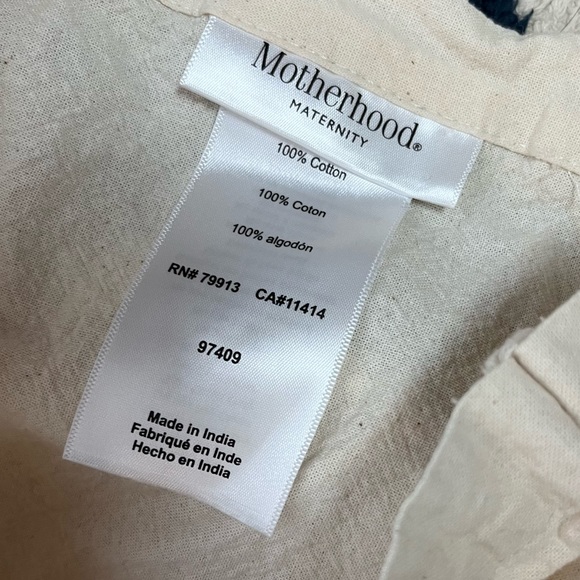 Motherhood®
MATERNITY
100% Cotton
100% Coton
100% algodón
RN# 79913 CA#11414
97409
Made in India
Fabriqué en Inde
Hecho en India